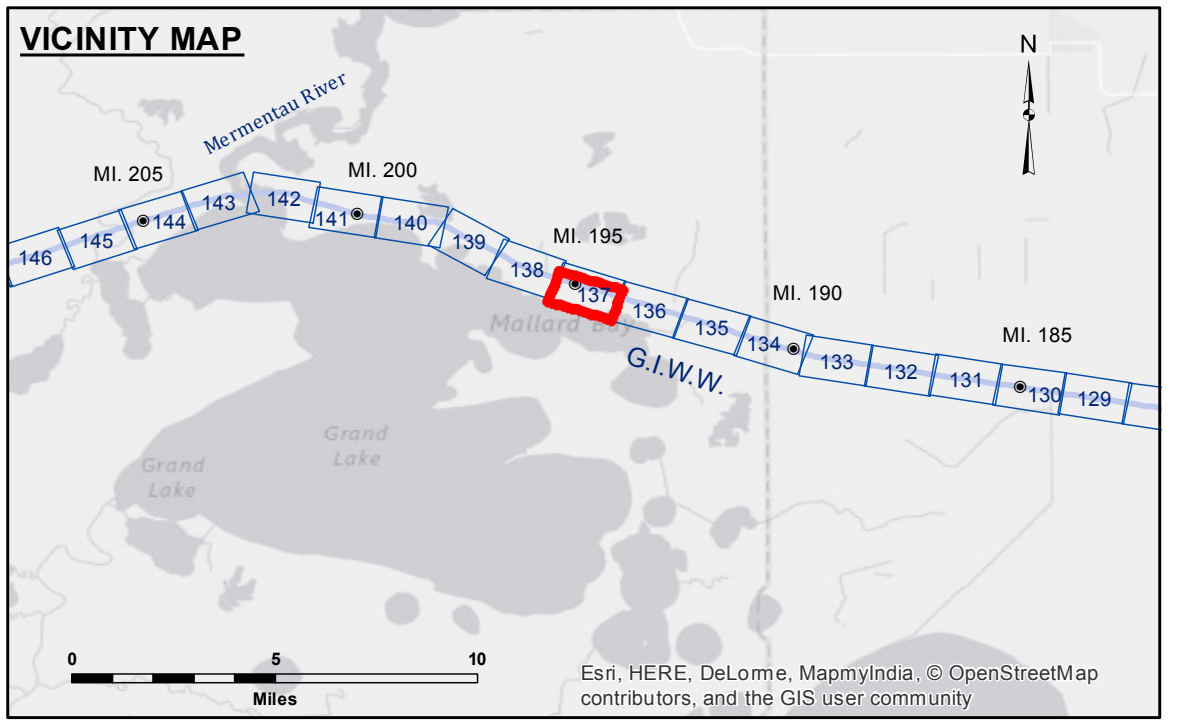 VICINITY MAP
N
Mermentau River
MI. 205
MI. 200
MI. 195
MI. 190
MI. 185
146
145
144
143
142
141
140
139
138
137
136
135
134
133
132
131
130
129
Mallard Bay
G.I.W.W.
Grand
Lake
Grand
Lake
0 5 10
Miles
Esri, HERE, DeLorme, MapmyIndia, © OpenStreetMap
contributors, and the GIS user community